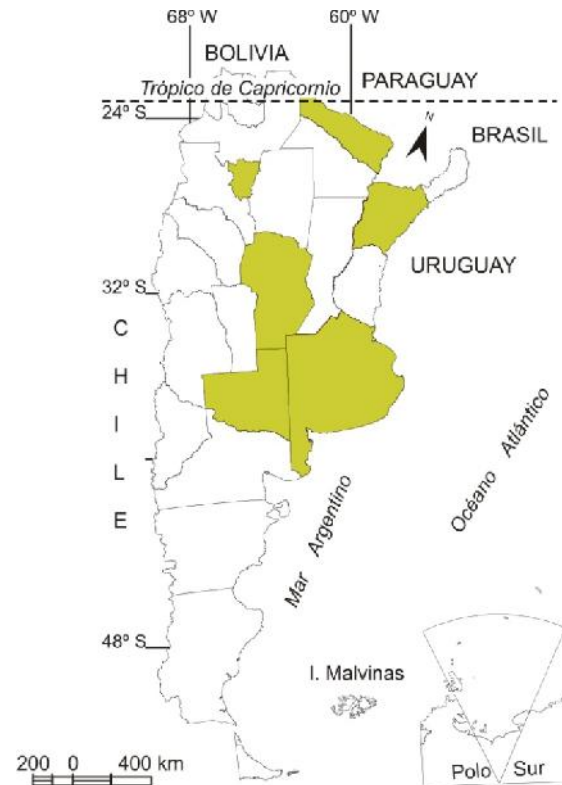 68º W
60º W
BOLIVIA
Trópico de Capricornio
PARAGUAY
24º S
N
BRASIL
URUGUAY
32º S
C
H
I
L
E
Mar Argentino
Océano Atlántico
48º S
I. Malvinas
200 0 400 km
Polo Sur